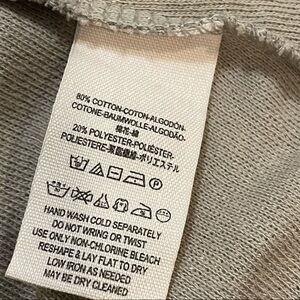 80% COTTON-COTON-ALGODÓN-
COTONE-BAUMWOLLE-ALGODÃO-
棉花-綿
20% POLYESTER-POLIÉSTER-
POLIESTERE-聚酯纖維-ポリエステル
HAND WASH COLD SEPARATELY
DO NOT WRING OR TWIST
USE ONLY NON-CHLORINE BLEACH
RESHAPE & LAY FLAT TO DRY
LOW IRON AS NEEDED
MAY BE DRY CLEANED